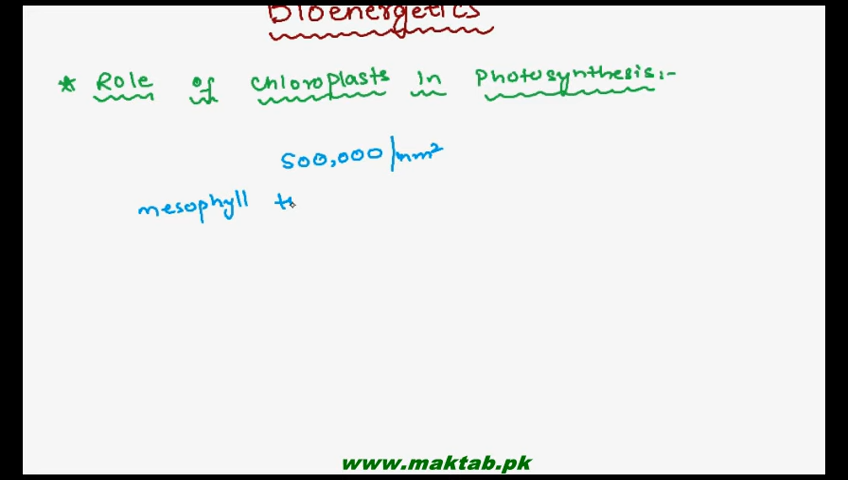 Bioenergetics
* Role of Chloroplasts in Photosynthesis:-
500,000/mm²
mesophyll
www.maktab.pk